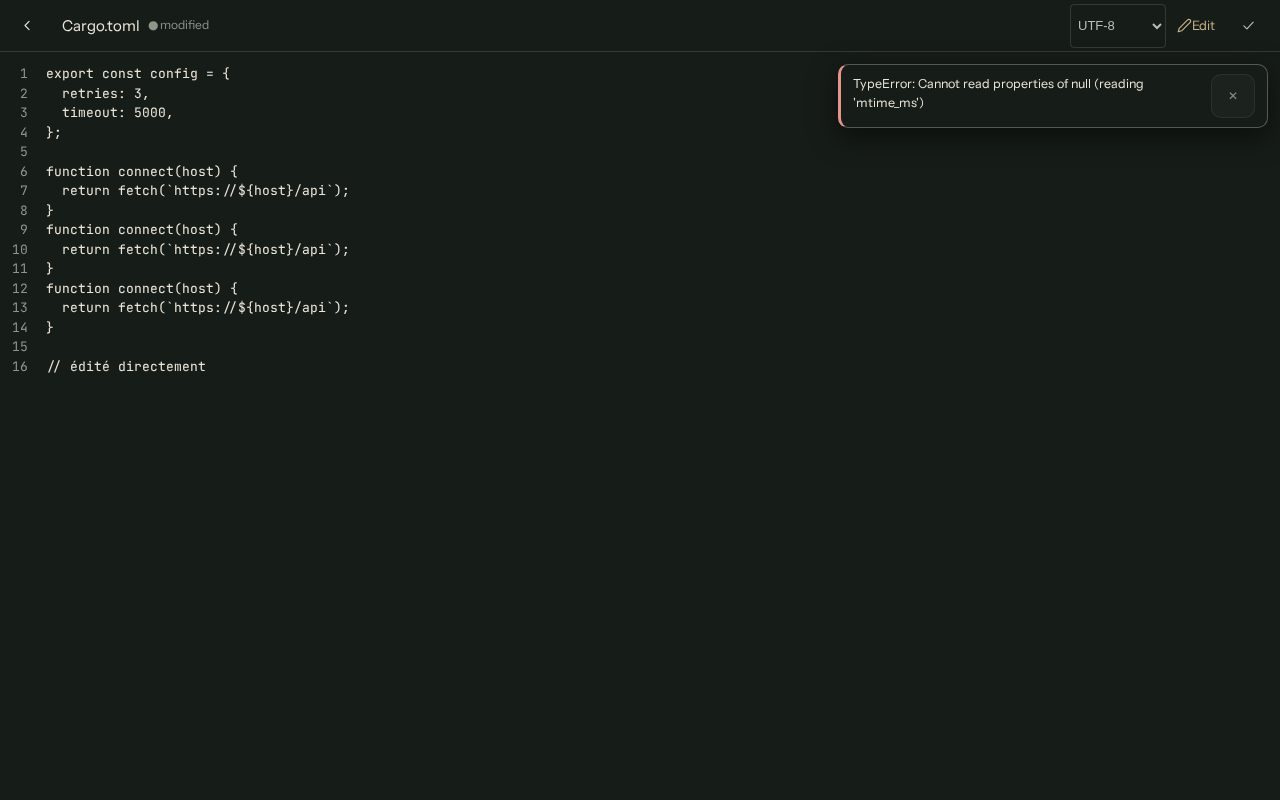 Cargo.toml modified UTF-8 Edit
TypeError: Cannot read properties of null (reading
'mtime_ms')
1 export const config = {
2   retries: 3,
3   timeout: 5000,
4 };
5
6 function connect(host) {
7   return fetch(`https://${host}/api`);
8 }
9 function connect(host) {
10   return fetch(`https://${host}/api`);
11 }
12 function connect(host) {
13   return fetch(`https://${host}/api`);
14 }
15
16 // édité directement